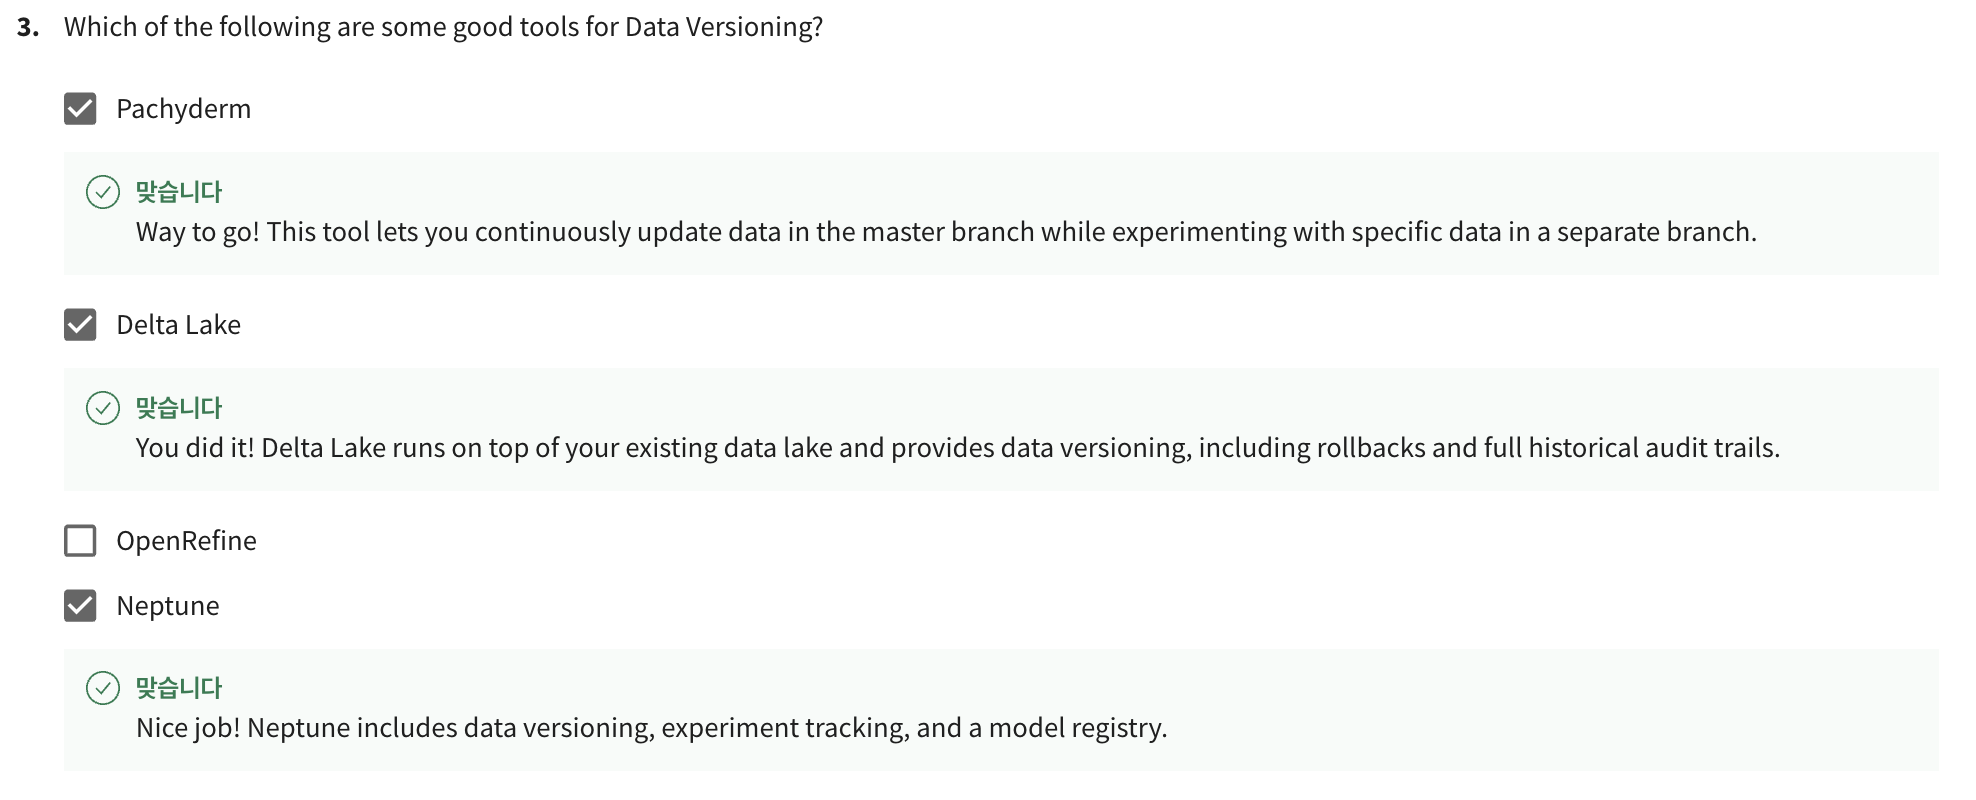 3. Which of the following are some good tools for Data Versioning?
Pachyderm
맞습니다
Way to go! This tool lets you continuously update data in the master branch while experimenting with specific data in a separate branch.
Delta Lake
맞습니다
You did it! Delta Lake runs on top of your existing data lake and provides data versioning, including rollbacks and full historical audit trails.
OpenRefine
Neptune
맞습니다
Nice job! Neptune includes data versioning, experiment tracking, and a model registry.